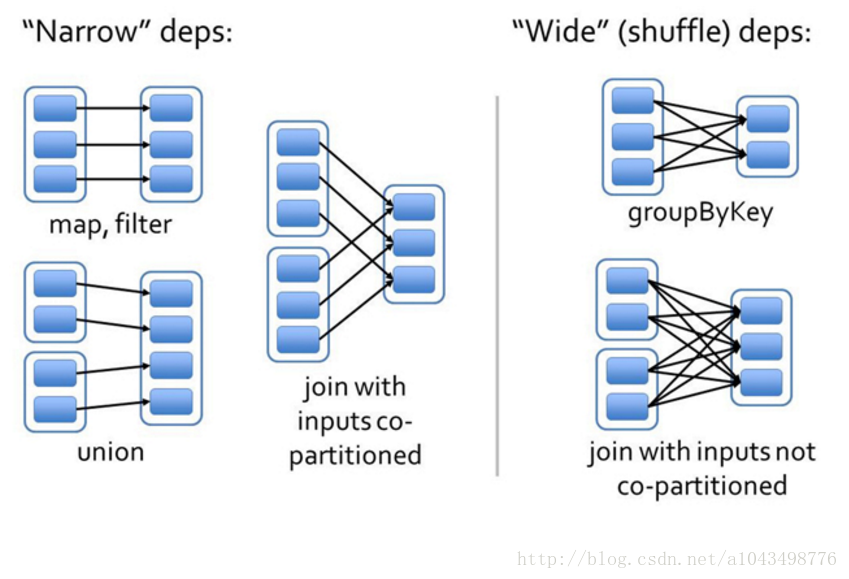 “Narrow” deps:
“Wide” (shuffle) deps:
map, filter
groupByKey
union
join with
inputs co-
partitioned
join with inputs not
co-partitioned
http://blog.csdn.net/a1043498776